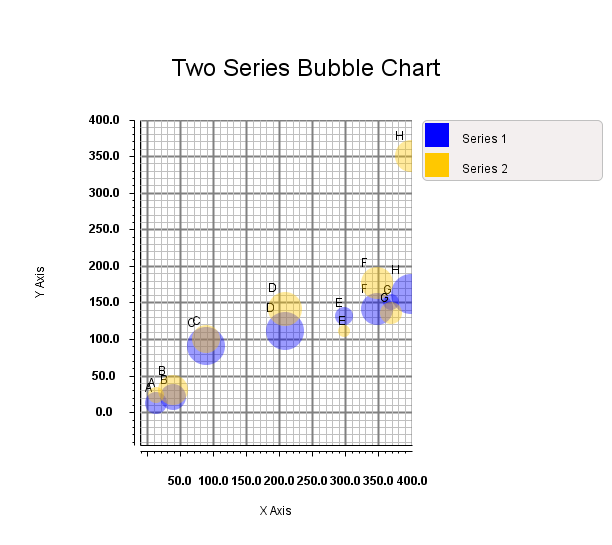 Two Series Bubble Chart
400.0
350.0
300.0
250.0
200.0
150.0
100.0
50.0
0.0
Y Axis
H
F
H
D
F
G
G
D
E
E
C
C
B
B
A
A
50.0 100.0 150.0 200.0 250.0 300.0 350.0 400.0
X Axis
Series 1
Series 2